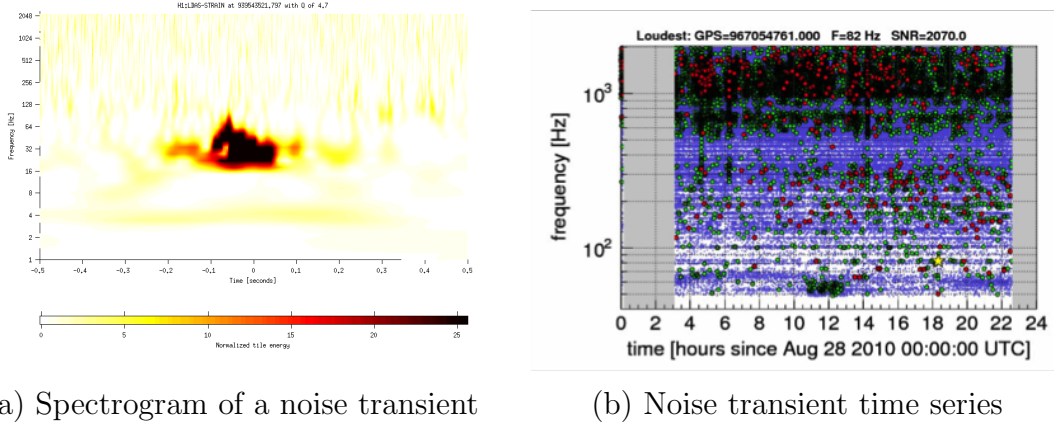 H1:LDAS-STRAIN at 939543521.797 with Q of 4.7
2048
1024
512
256
128
64
32
16
8
4
2
1
Frequency [Hz]
-0.5 -0.4 -0.3 -0.2 -0.1 0 0.1 0.2 0.3 0.4 0.5
Time [seconds]
0 5 10 15 20 25
Normalized tile energy
a) Spectrogram of a noise transient
Loudest: GPS=967054761.000 F=82 Hz SNR=2070.0
10³
10²
frequency [Hz]
0 2 4 6 8 10 12 14 16 18 20 22 24
time [hours since Aug 28 2010 00:00:00 UTC]
(b) Noise transient time series